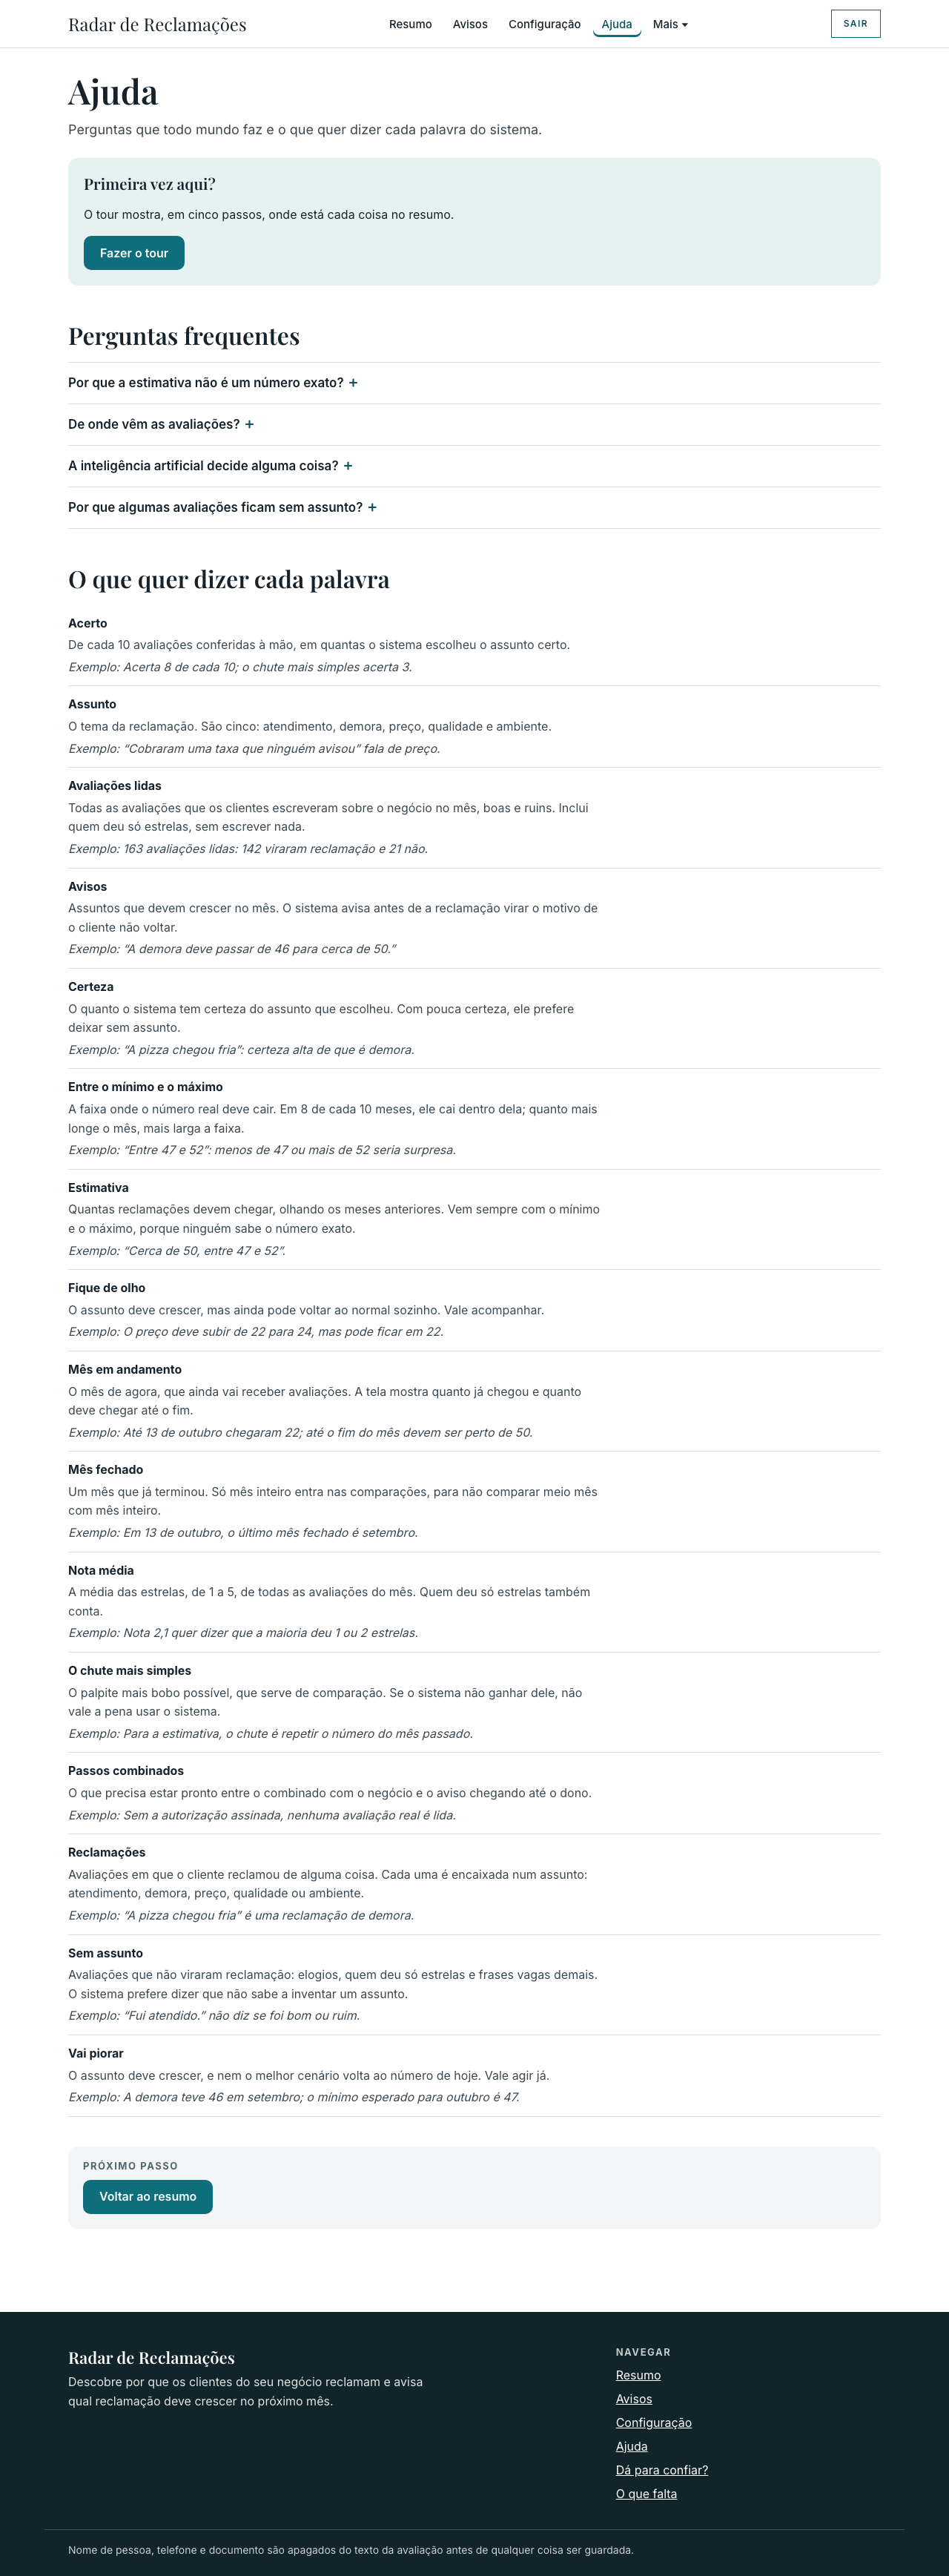 Radar de Reclamações
Resumo
Avisos
Configuração
Ajuda
Mais
SAIR
Ajuda
Perguntas que todo mundo faz e o que quer dizer cada palavra do sistema.
Primeira vez aqui?
O tour mostra, em cinco passos, onde está cada coisa no resumo.
Fazer o tour
Perguntas frequentes
Por que a estimativa não é um número exato? +
De onde vêm as avaliações? +
A inteligência artificial decide alguma coisa? +
Por que algumas avaliações ficam sem assunto? +
O que quer dizer cada palavra
Acerto
De cada 10 avaliações conferidas à mão, em quantas o sistema escolheu o assunto certo.
Exemplo: Acerta 8 de cada 10; o chute mais simples acerta 3.
Assunto
O tema da reclamação. São cinco: atendimento, demora, preço, qualidade e ambiente.
Exemplo: “Cobraram uma taxa que ninguém avisou” fala de preço.
Avaliações lidas
Todas as avaliações que os clientes escreveram sobre o negócio no mês, boas e ruins. Inclui
quem deu só estrelas, sem escrever nada.
Exemplo: 163 avaliações lidas: 142 viraram reclamação e 21 não.
Avisos
Assuntos que devem crescer no mês. O sistema avisa antes de a reclamação virar o motivo de
o cliente não voltar.
Exemplo: “A demora deve passar de 46 para cerca de 50.”
Certeza
O quanto o sistema tem certeza do assunto que escolheu. Com pouca certeza, ele prefere
deixar sem assunto.
Exemplo: “A pizza chegou fria”: certeza alta de que é demora.
Entre o mínimo e o máximo
A faixa onde o número real deve cair. Em 8 de cada 10 meses, ele cai dentro dela; quanto mais
longe o mês, mais larga a faixa.
Exemplo: “Entre 47 e 52”: menos de 47 ou mais de 52 seria surpresa.
Estimativa
Quantas reclamações devem chegar, olhando os meses anteriores. Vem sempre com o mínimo
e o máximo, porque ninguém sabe o número exato.
Exemplo: “Cerca de 50, entre 47 e 52”.
Fique de olho
O assunto deve crescer, mas ainda pode voltar ao normal sozinho. Vale acompanhar.
Exemplo: O preço deve subir de 22 para 24, mas pode ficar em 22.
Mês em andamento
O mês de agora, que ainda vai receber avaliações. A tela mostra quanto já chegou e quanto
deve chegar até o fim.
Exemplo: Até 13 de outubro chegaram 22; até o fim do mês devem ser perto de 50.
Mês fechado
Um mês que já terminou. Só mês inteiro entra nas comparações, para não comparar meio mês
com mês inteiro.
Exemplo: Em 13 de outubro, o último mês fechado é setembro.
Nota média
A média das estrelas, de 1 a 5, de todas as avaliações do mês. Quem deu só estrelas também
conta.
Exemplo: Nota 2,1 quer dizer que a maioria deu 1 ou 2 estrelas.
O chute mais simples
O palpite mais bobo possível, que serve de comparação. Se o sistema não ganhar dele, não
vale a pena usar o sistema.
Exemplo: Para a estimativa, o chute é repetir o número do mês passado.
Passos combinados
O que precisa estar pronto entre o combinado com o negócio e o aviso chegando até o dono.
Exemplo: Sem a autorização assinada, nenhuma avaliação real é lida.
Reclamações
Avaliações em que o cliente reclamou de alguma coisa. Cada uma é encaixada num assunto:
atendimento, demora, preço, qualidade ou ambiente.
Exemplo: “A pizza chegou fria” é uma reclamação de demora.
Sem assunto
Avaliações que não viraram reclamação: elogios, quem deu só estrelas e frases vagas demais.
O sistema prefere dizer que não sabe a inventar um assunto.
Exemplo: “Fui atendido.” não diz se foi bom ou ruim.
Vai piorar
O assunto deve crescer, e nem o melhor cenário volta ao número de hoje. Vale agir já.
Exemplo: A demora teve 46 em setembro; o mínimo esperado para outubro é 47.
PRÓXIMO PASSO
Voltar ao resumo
Radar de Reclamações
Descobre por que os clientes do seu negócio reclamam e avisa
qual reclamação deve crescer no próximo mês.
NAVEGAR
Resumo
Avisos
Configuração
Ajuda
Dá para confiar?
O que falta
Nome de pessoa, telefone e documento são apagados do texto da avaliação antes de qualquer coisa ser guardada.